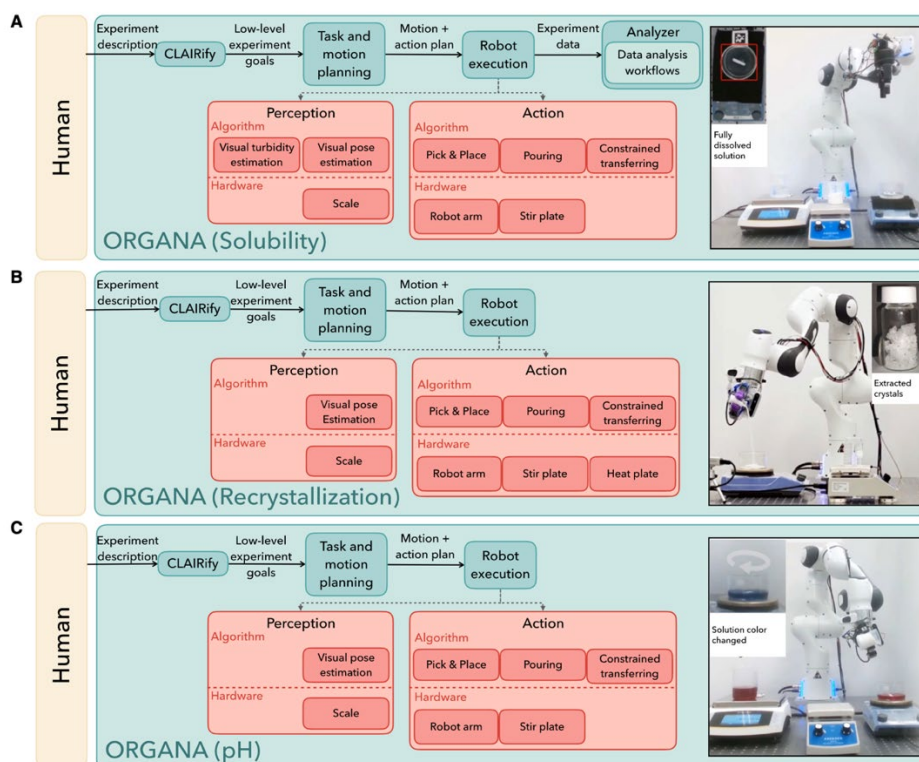 A
Human
Experiment
description
CLAIRify
Low-level
experiment
goals
Task and
motion
planning
Motion +
action plan
Robot
execution
Experiment
data
Analyzer
Data analysis
workflows
Perception
Algorithm
Visual turbidity
estimation
Visual pose
estimation
Hardware
Scale
Action
Algorithm
Pick & Place
Pouring
Constrained
transferring
Hardware
Robot arm
Stir plate
ORGANA (Solubility)
Fully
dissolved
solution
B
Human
Experiment
description
CLAIRify
Low-level
experiment
goals
Task and
motion
planning
Motion +
action plan
Robot
execution
Perception
Algorithm
Visual pose
Estimation
Hardware
Scale
Action
Algorithm
Pick & Place
Pouring
Constrained
transferring
Hardware
Robot arm
Stir plate
Heat plate
ORGANA (Recrystallization)
Extracted
crystals
C
Human
Experiment
description
CLAIRify
Low-level
experiment
goals
Task and
motion
planning
Motion +
action plan
Robot
execution
Perception
Algorithm
Visual pose
estimation
Hardware
Scale
Action
Algorithm
Pick & Place
Pouring
Constrained
transferring
Hardware
Robot arm
Stir plate
ORGANA (pH)
Solution color
changed